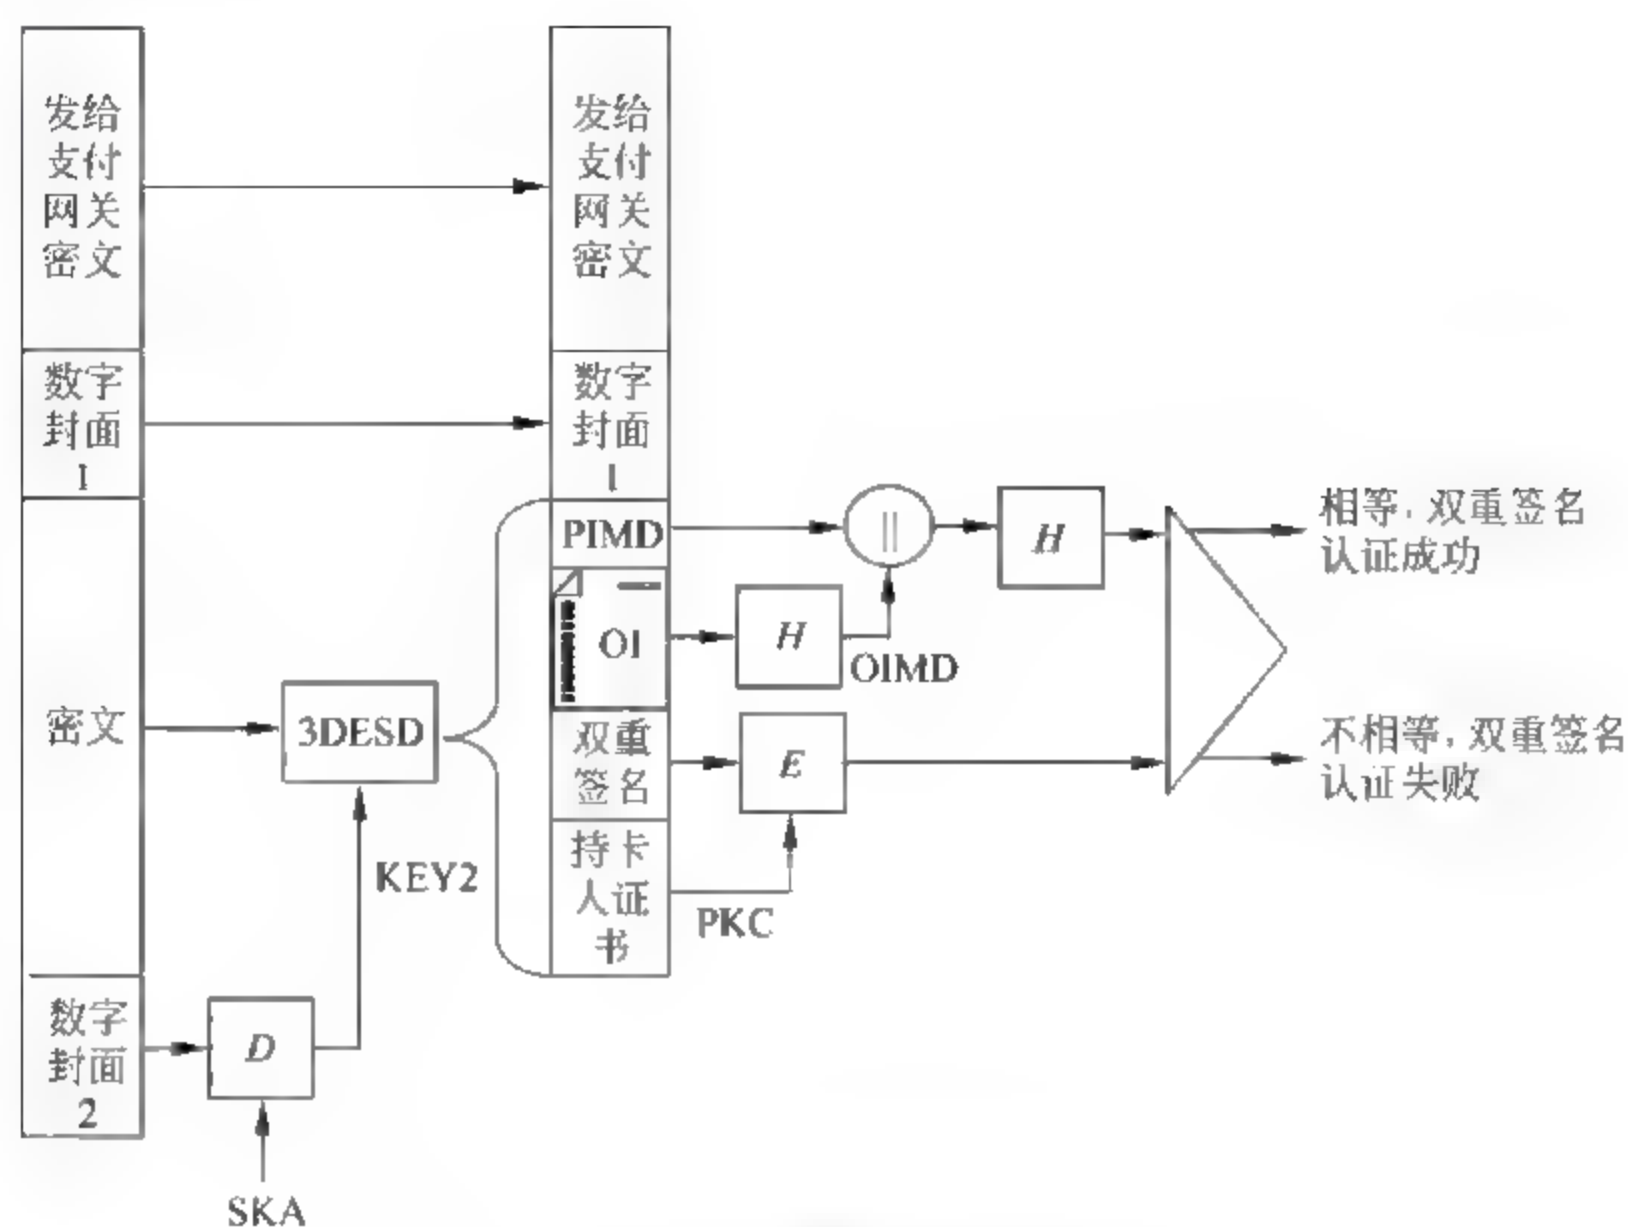 发给
支付
网关
密文
数字
封面
1
密文
数字
封面
2
D
SKA
3DESD
KEY2
发给
支付
网关
密文
数字
封面
1
PIMD
OI
双重
签名
持卡
人证
书
||
H
H
OIMD
E
PKC
相等，双重签名
认证成功
不相等，双重签名
认证失败